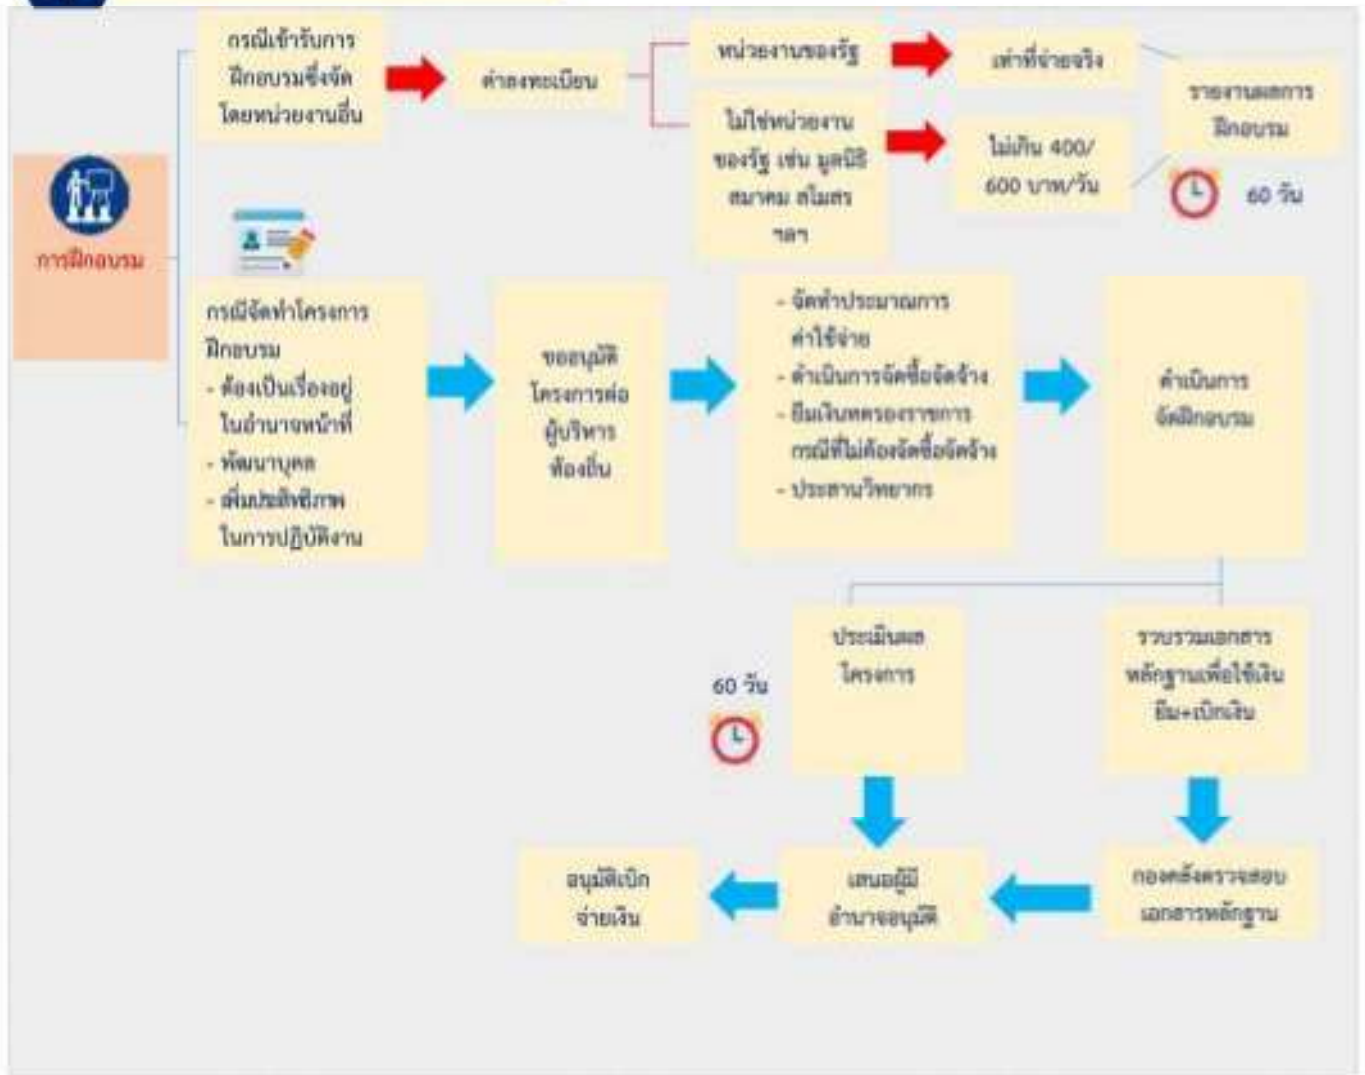 กรณีเข้ารับการ
ฝึกอบรมซึ่งจัด
โดยหน่วยงานอื่น
ค่าลงทะเบียน
หน่วยงานของรัฐ
เท่าที่จ่ายจริง
ไม่ใช่หน่วยงาน
ของรัฐ เช่น มูลนิธิ
สมาคม สโมสร
ฯลฯ
ไม่เกิน 400/
600 บาท/วัน
รายงานผลการ
ฝึกอบรม
60 วัน
การฝึกอบรม
กรณีจัดทำโครงการ
ฝึกอบรม
- ต้องเป็นเรื่องอยู่
ในอำนาจหน้าที่
- พัฒนาบุคล
- เพิ่มประสิทธิภาพ
ในการปฏิบัติงาน
ขออนุมัติ
โครงการต่อ
ผู้บริหาร
ท้องถิ่น
- จัดทำประมาณการ
ค่าใช้จ่าย
- ดำเนินการจัดซื้อจัดจ้าง
- ยืมเงินทดรองราชการ
กรณีที่ไม่ต้องจัดซื้อจัดจ้าง
- ประสานวิทยากร
ดำเนินการ
จัดฝึกอบรม
60 วัน
ประเมินผล
โครงการ
รวบรวมเอกสาร
หลักฐานเพื่อใช้เงิน
ยืม+เบิกเงิน
อนุมัติเบิก
จ่ายเงิน
เสนอผู้มี
อำนาจอนุมัติ
กองคลังตรวจสอบ
เอกสารหลักฐาน